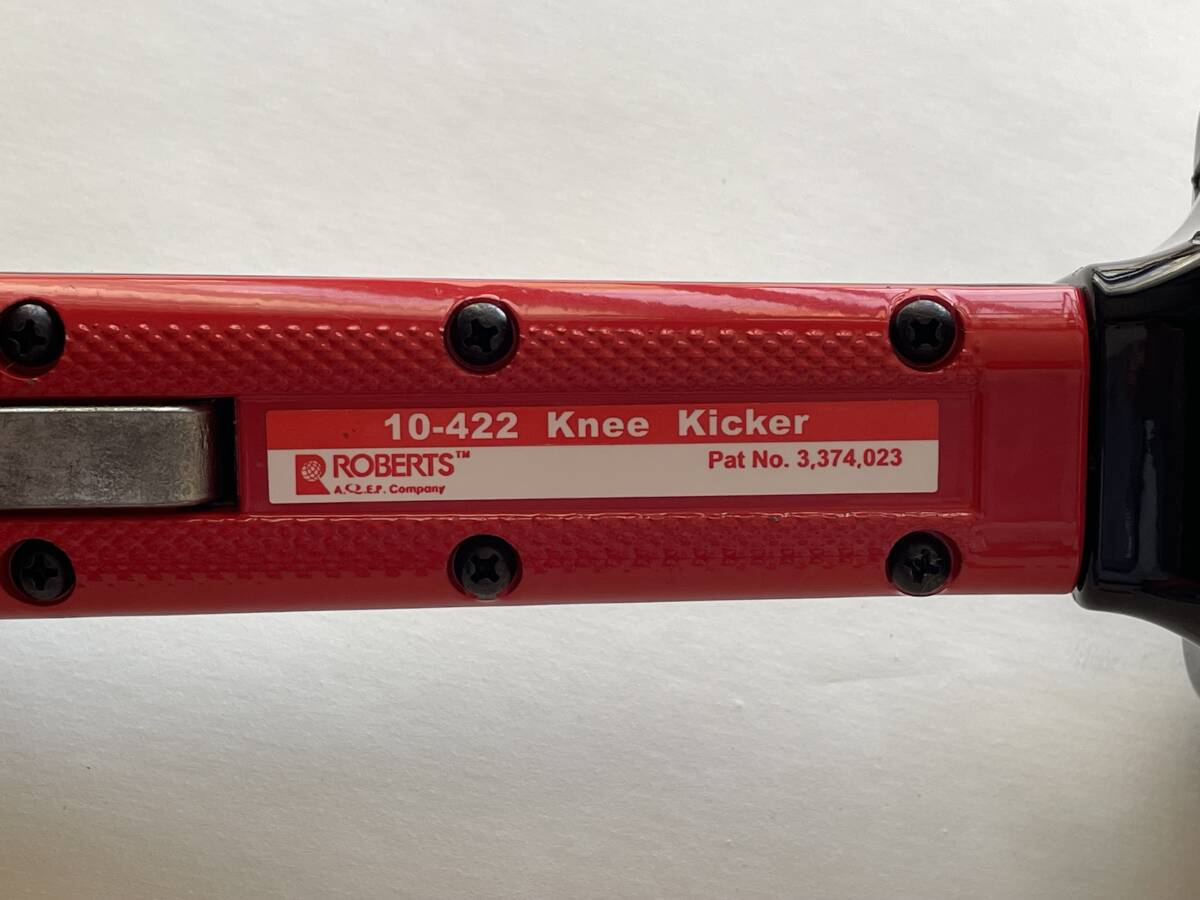 10-422 Knee Kicker
ROBERTS™
Pat No. 3,374,023
A.Q.E.P. Company